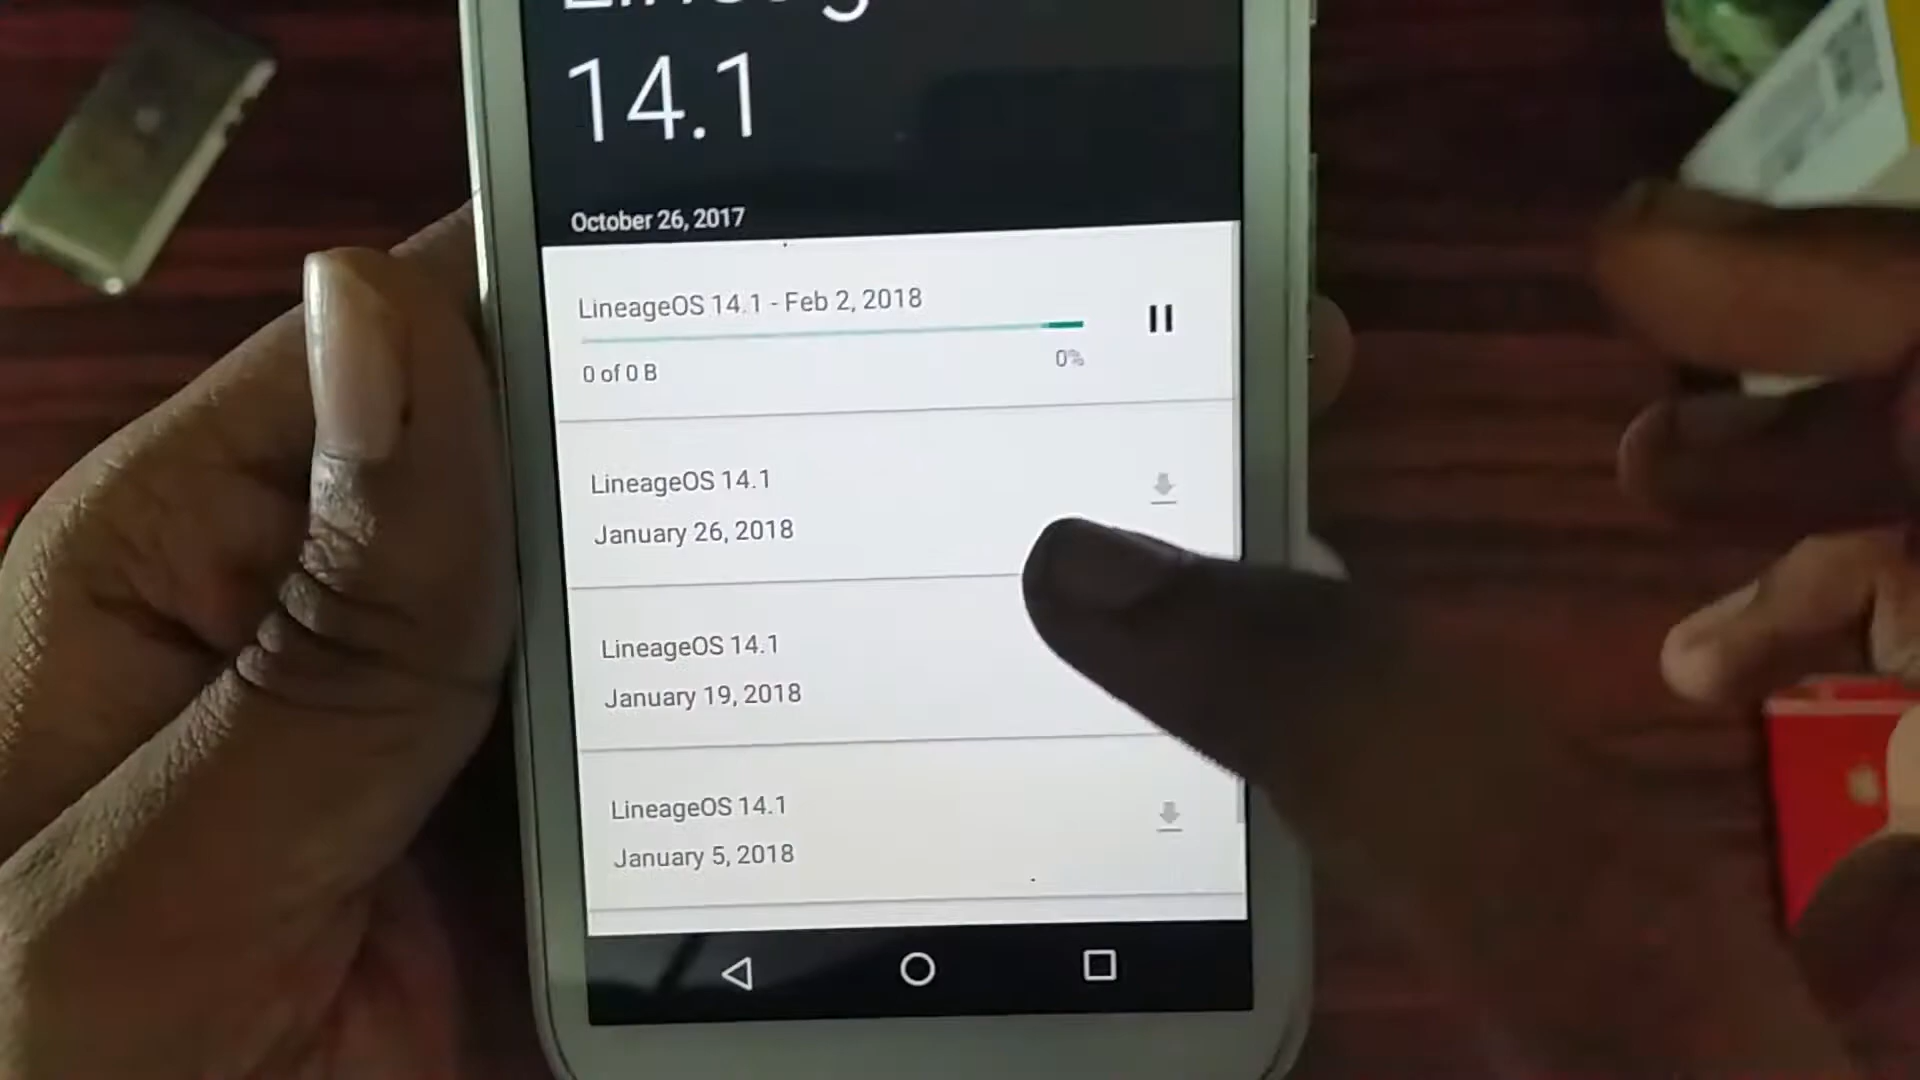 14.1
October 26, 2017
LineageOS 14.1 - Feb 2, 2018
0 of 0 B
0%
LineageOS 14.1
January 26, 2018
LineageOS 14.1
January 19, 2018
LineageOS 14.1
January 5, 2018